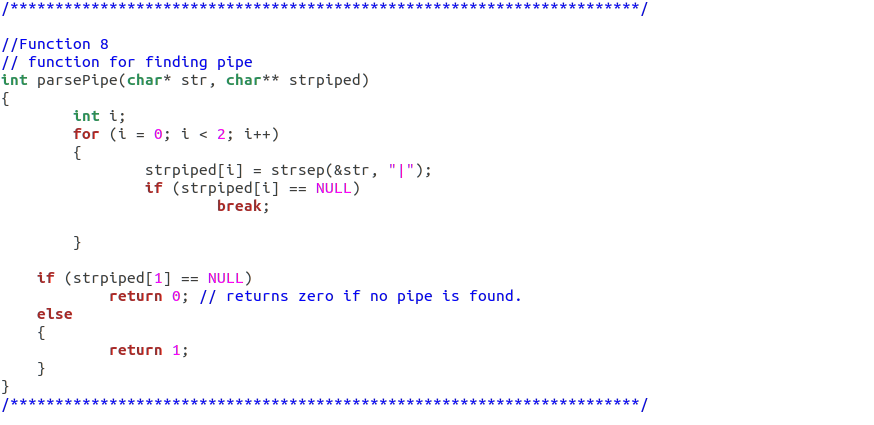 /**********************************************************************/
//Function 8
// function for finding pipe
int parsePipe(char* str, char** strpiped)
{
        int i;
        for (i = 0; i < 2; i++)
        {
                strpiped[i] = strsep(&str, "|");
                if (strpiped[i] == NULL)
                        break;
        }
    if (strpiped[1] == NULL)
            return 0; // returns zero if no pipe is found.
    else
    {
            return 1;
    }
}
/**********************************************************************/